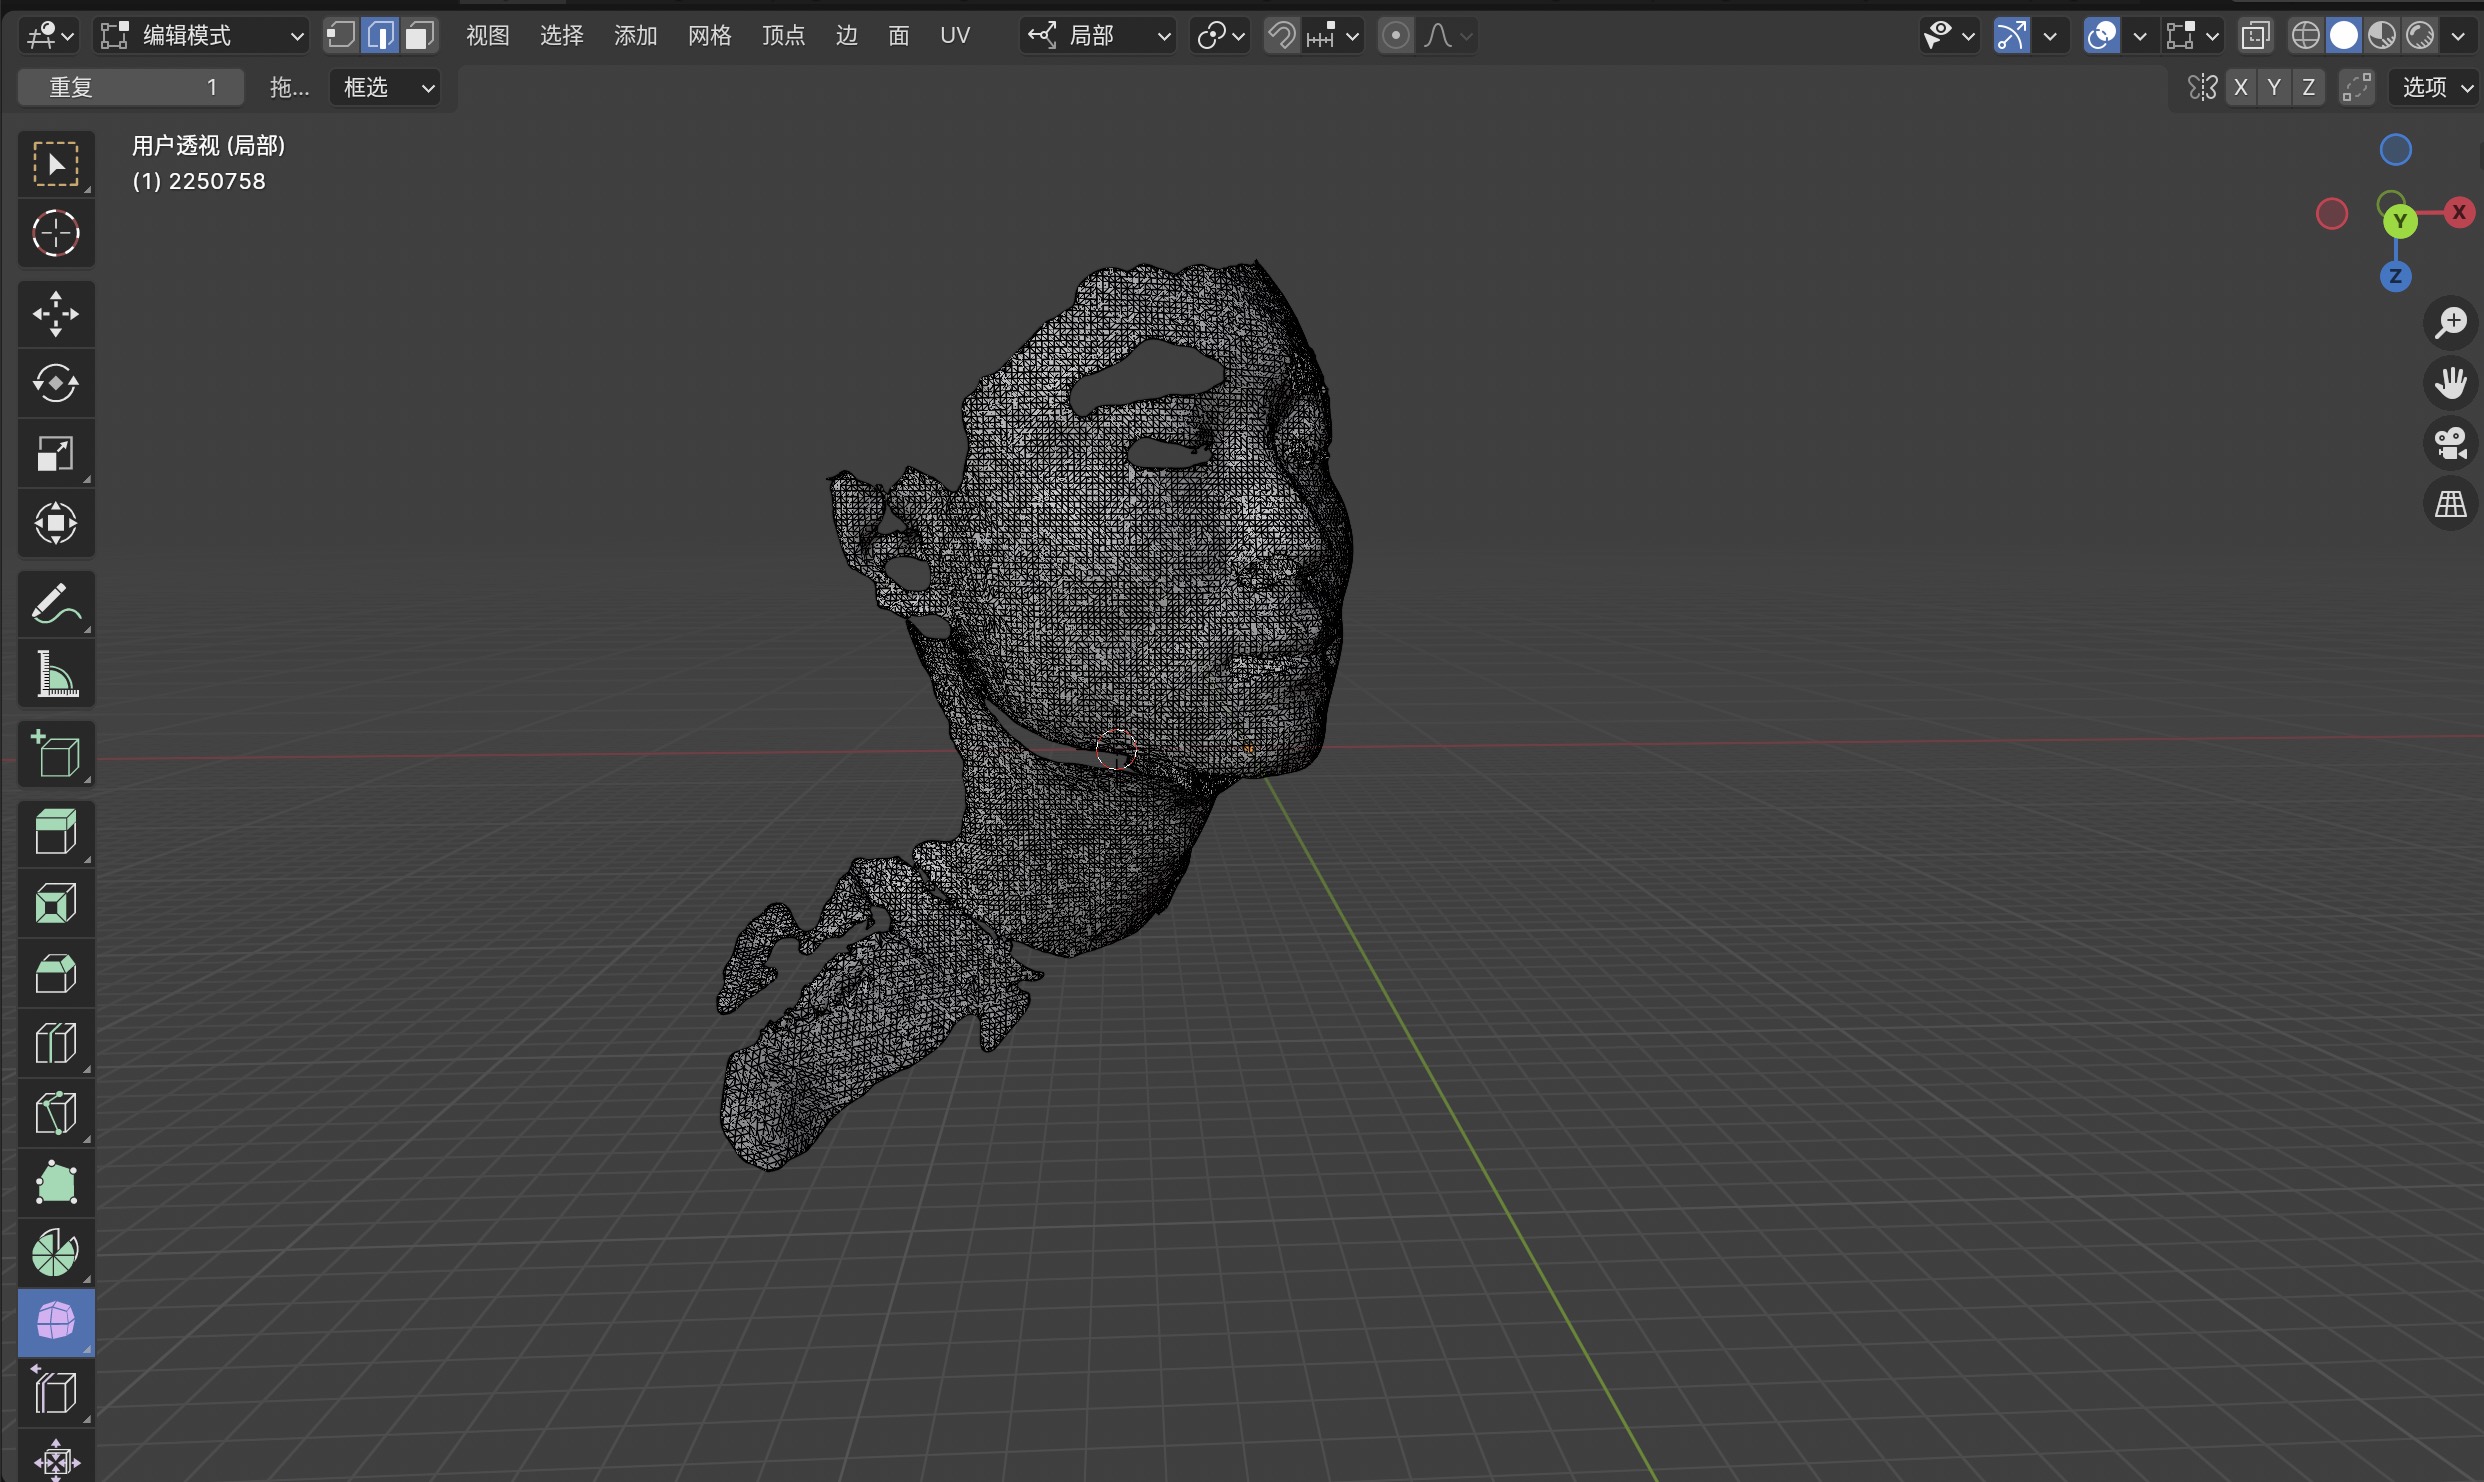 编辑模式 视图 选择 添加 网格 顶点 边 面 UV 局部
重复 1 拖... 框选 X Y Z 选项
用户透视 (局部)
(1) 2250758
Y X
Z